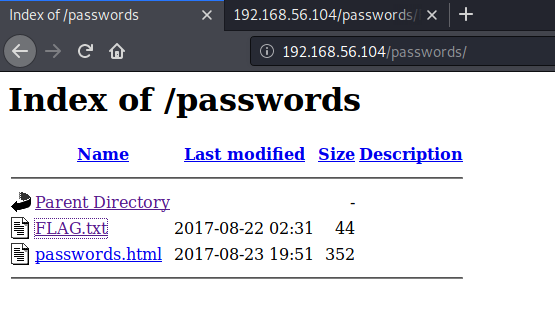 Index of /passwords
192.168.56.104/passwords/
192.168.56.104/passwords/
Index of /passwords
Name Last modified Size Description
Parent Directory -
FLAG.txt 2017-08-22 02:31 44
passwords.html 2017-08-23 19:51 352